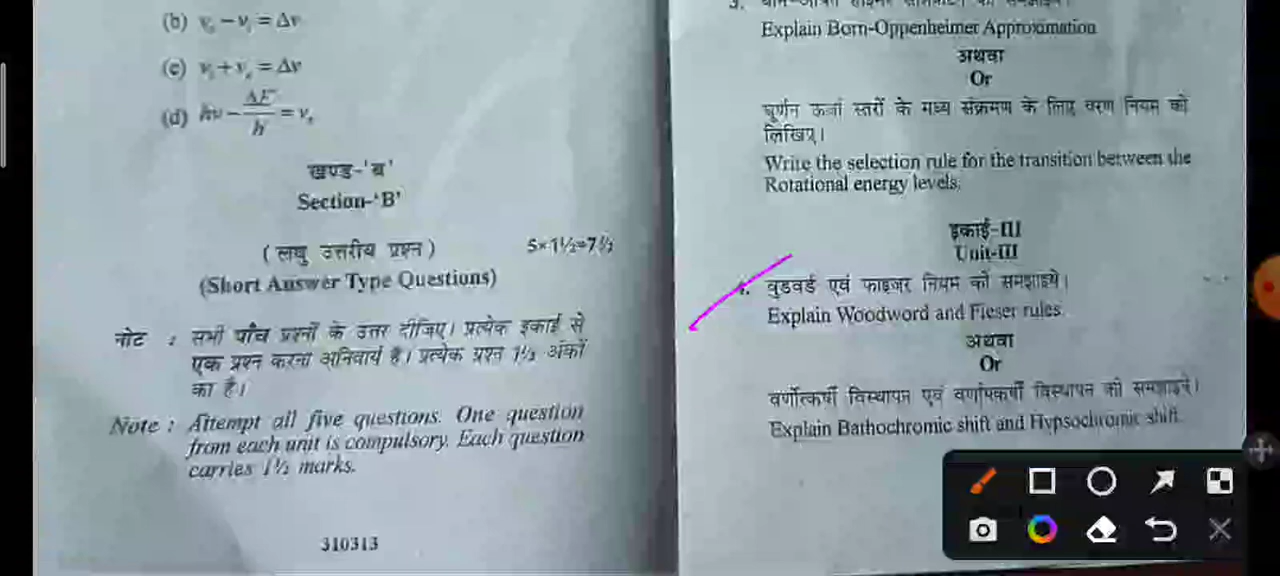 (b) νₒ − νᵢ = Δν
(c) νᵢ + νₒ = Δν
(d) hν − ΔE/h = νₛ
खण्ड-'ब'
Section-'B'
( लघु उत्तरीय प्रश्न ) 5×1½=7½
(Short Answer Type Questions)
नोट : सभी पाँच प्रश्नों के उत्तर दीजिए। प्रत्येक इकाई से
एक प्रश्न करना अनिवार्य है। प्रत्येक प्रश्न 1½ अंकों
का है।
Note : Attempt all five questions. One question
from each unit is compulsory. Each question
carries 1½ marks.
310313
3.
Explain Born-Oppenheimer Approximation
अथवा
Or
घूर्णन ऊर्जा स्तरों के मध्य संक्रमण के लिए वरण नियम को
लिखिए।
Write the selection rule for the transition between the
Rotational energy levels.
इकाई-III
Unit-III
4. वुडवर्ड एवं फाइजर नियम को समझाइये।
Explain Woodword and Fieser rules.
अथवा
Or
वर्णोत्कर्षी विस्थापन एवं वर्णापकर्षी विस्थापन को समझाइये।
Explain Bathochromic shift and Hypsochromic shift.